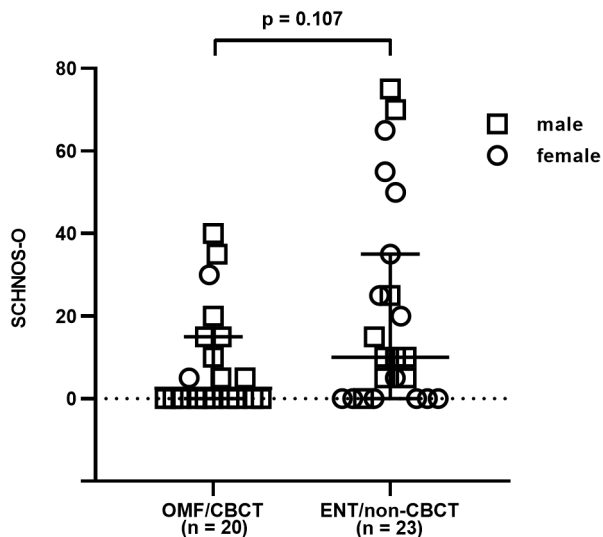 p = 0.107
80
60
40
20
0
SCHNOS-O
male
female
OMF/CBCT
(n = 20)
ENT/non-CBCT
(n = 23)